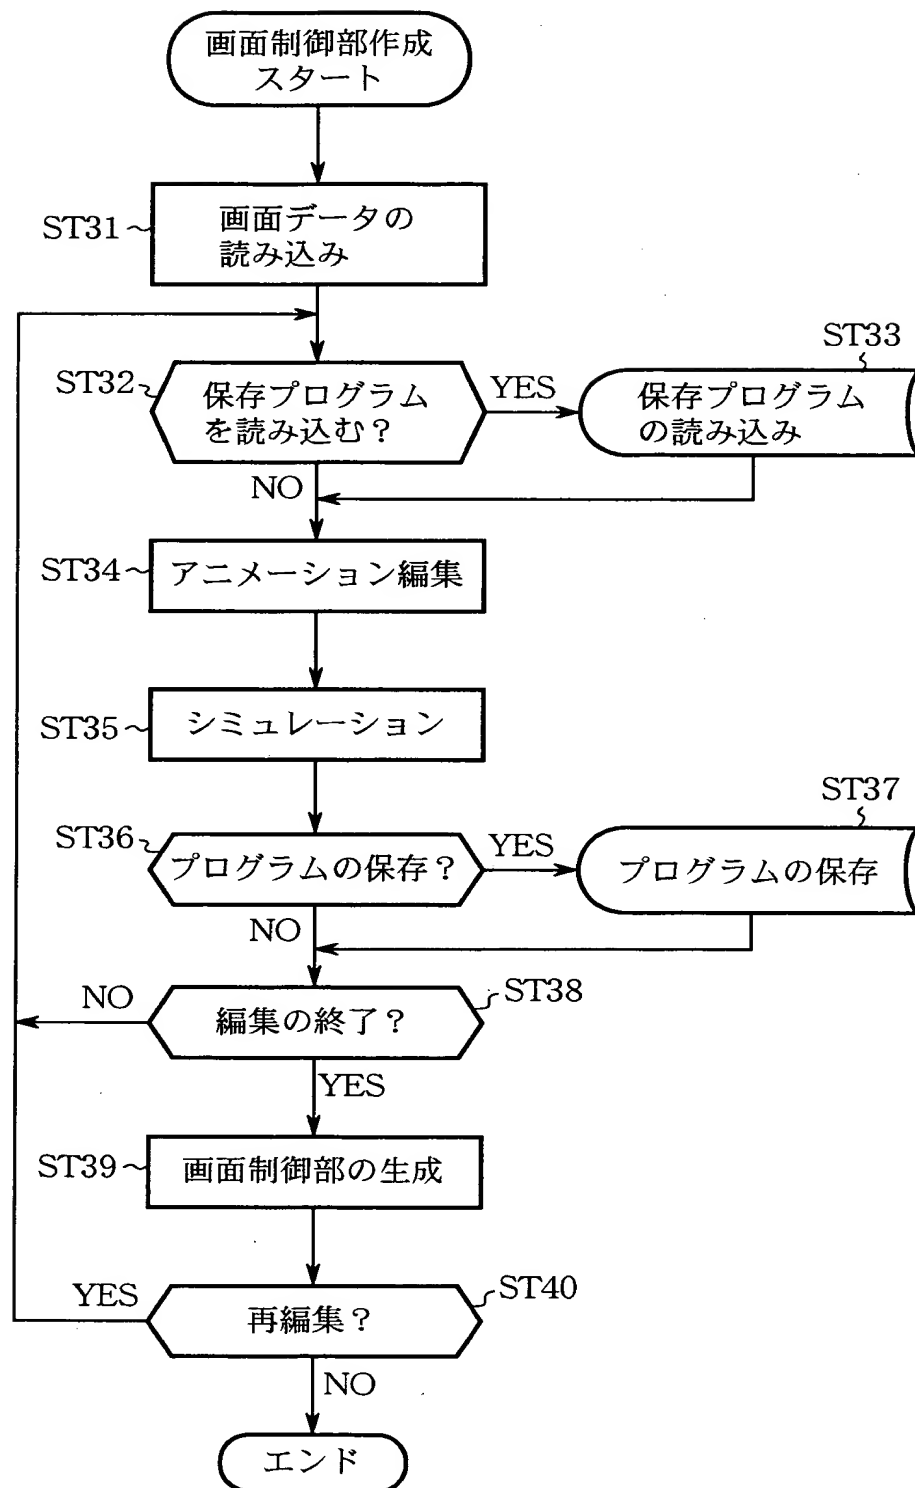 画面制御部作成
スタート
ST31
画面データの
読み込み
ST32
保存プログラム
を読み込む？
YES
ST33
保存プログラム
の読み込み
NO
ST34
アニメーション編集
ST35
シミュレーション
ST36
プログラムの保存？
YES
ST37
プログラムの保存
NO
ST38
編集の終了？
NO
YES
ST39
画面制御部の生成
ST40
再編集？
YES
NO
エンド